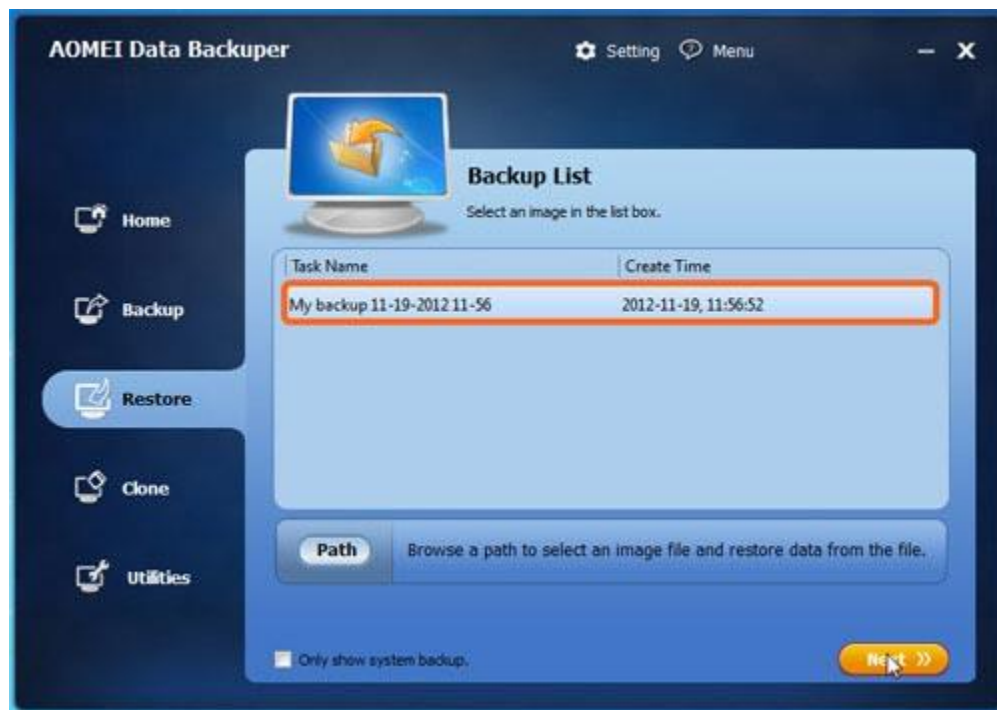 AOMEI Data Backuper
Setting Menu
Backup List
Select an image in the list box.
Home
Task Name Create Time
My backup 11-19-2012 11-56 2012-11-19, 11:56:52
Backup
Restore
Clone
Path Browse a path to select an image file and restore data from the file.
Utilities
Only show system backup.
Next